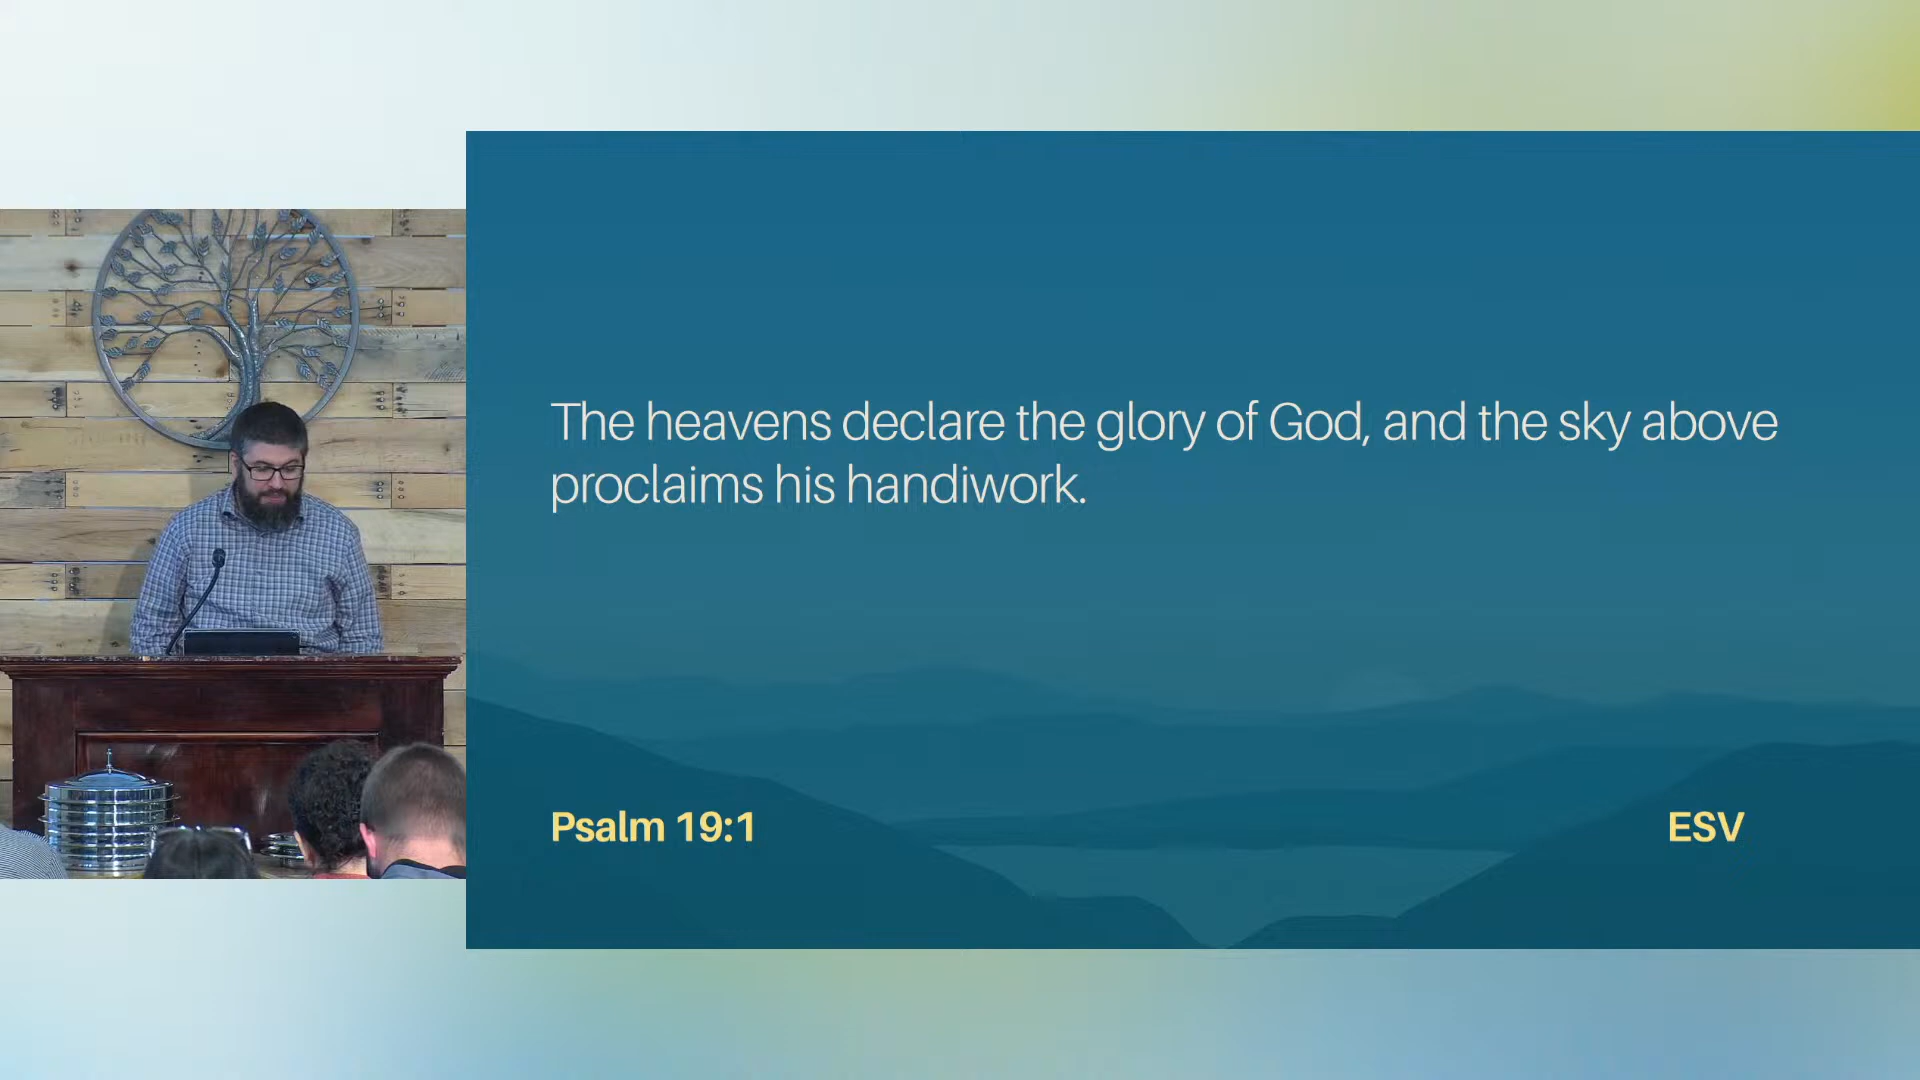 The heavens declare the glory of God, and the sky above
proclaims his handiwork.
Psalm 19:1
ESV